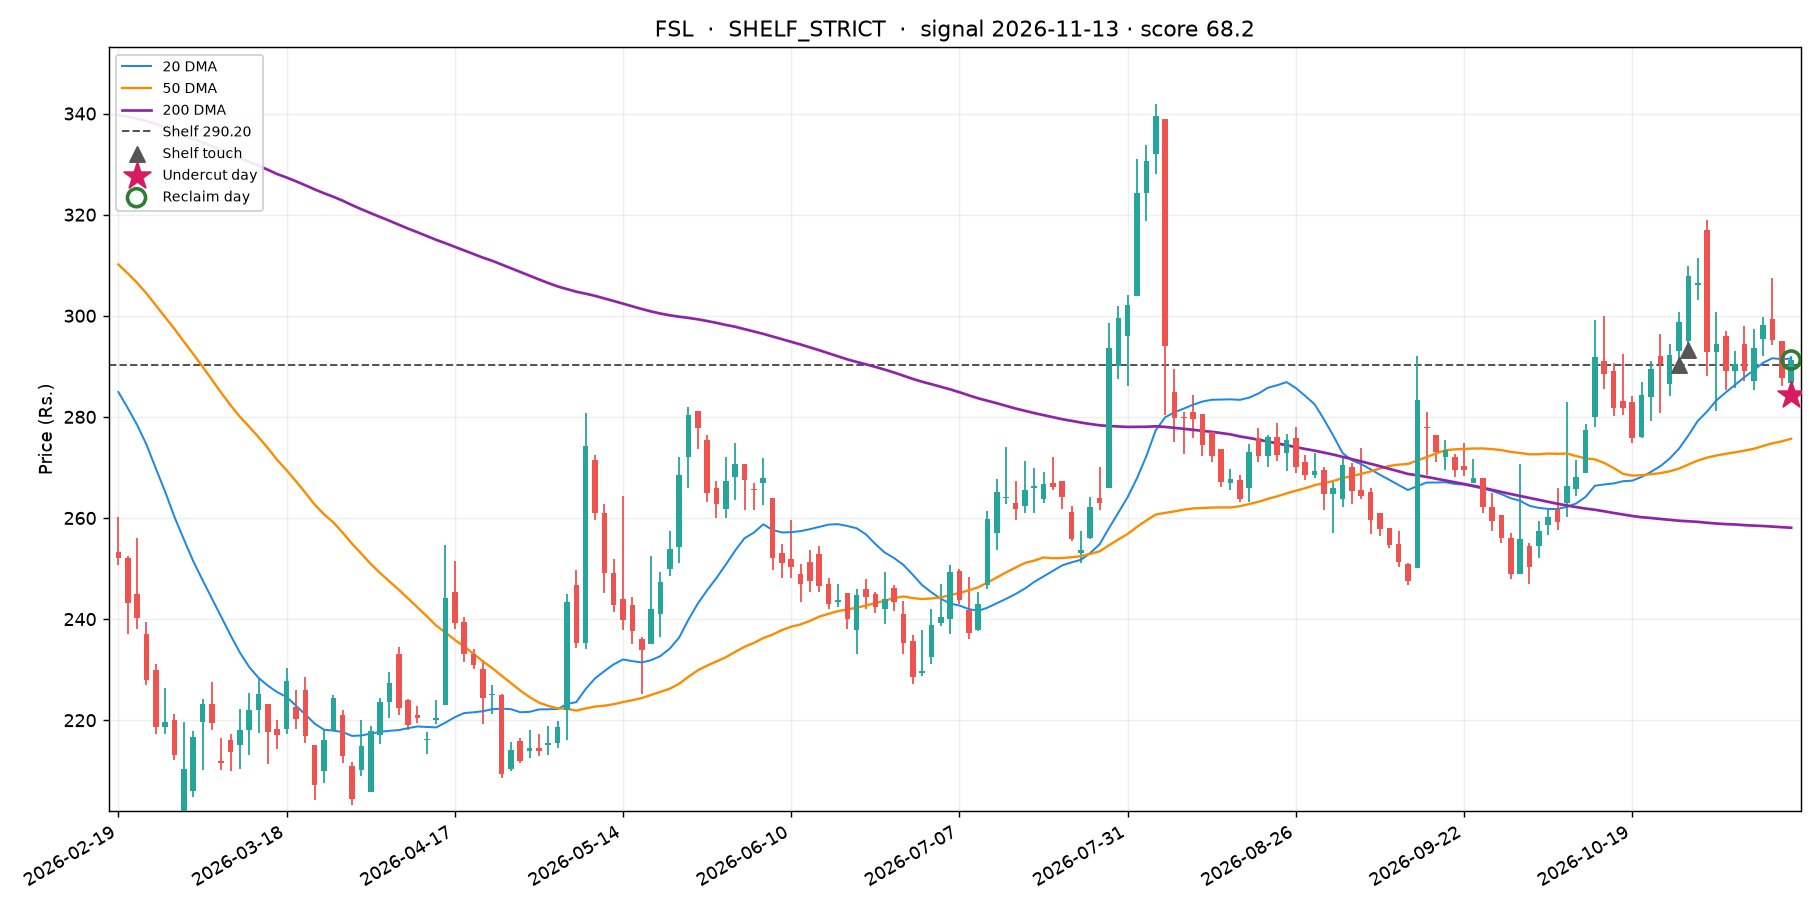 FSL · SHELF_STRICT · signal 2026-11-13 · score 68.2
20 DMA
50 DMA
200 DMA
Shelf 290.20
Shelf touch
Undercut day
Reclaim day
Price (Rs.)
340
320
300
280
260
240
220
2026-02-19
2026-03-18
2026-04-17
2026-05-14
2026-06-10
2026-07-07
2026-07-31
2026-08-26
2026-09-22
2026-10-19